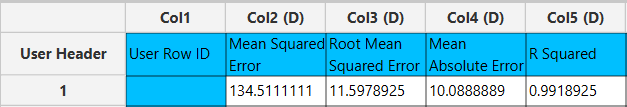 Col1 Col2 (D) Col3 (D) Col4 (D) Col5 (D)
User Header User Row ID Mean Squared Error Root Mean Squared Error Mean Absolute Error R Squared
1 134.5111111 11.5978925 10.0888889 0.9918925